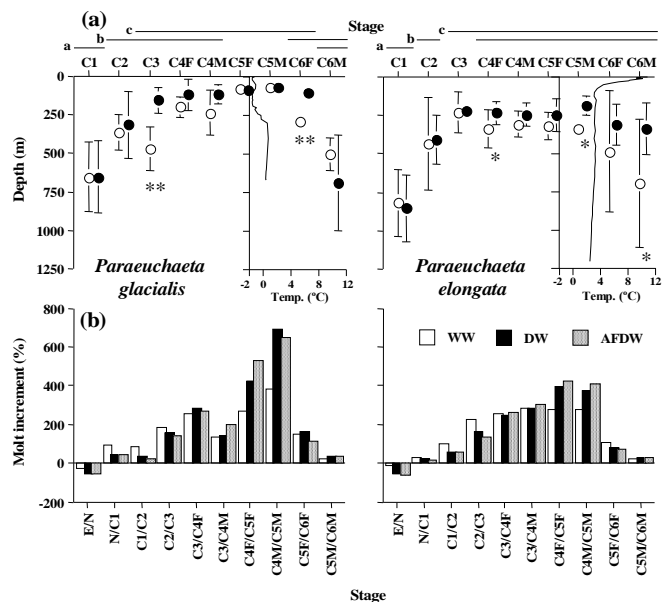 (a)
Stage
c
b
a
b
c
a
C1 C2 C3 C4F C4M C5F C5M C6F C6M
C1 C2 C3 C4F C4M C5F C5M C6F C6M
Depth (m)
0
250
500
750
1000
1250
**
**
*
*
*
Paraeuchaeta
glacialis
Paraeuchaeta
elongata
0 4 8 12
Temp. (ºC)
0 4 8 12
Temp. (ºC)
(b)
Molt increment (%)
800
600
400
200
0
-200
WW DW AFDW
E/N N/C1 C1/C2 C2/C3 C3/C4F C3/C4M C4F/C5F C4M/C5M C5F/C6F C5M/C6M
E/N N/C1 C1/C2 C2/C3 C3/C4F C3/C4M C4F/C5F C4M/C5M C5F/C6F C5M/C6M
Stage